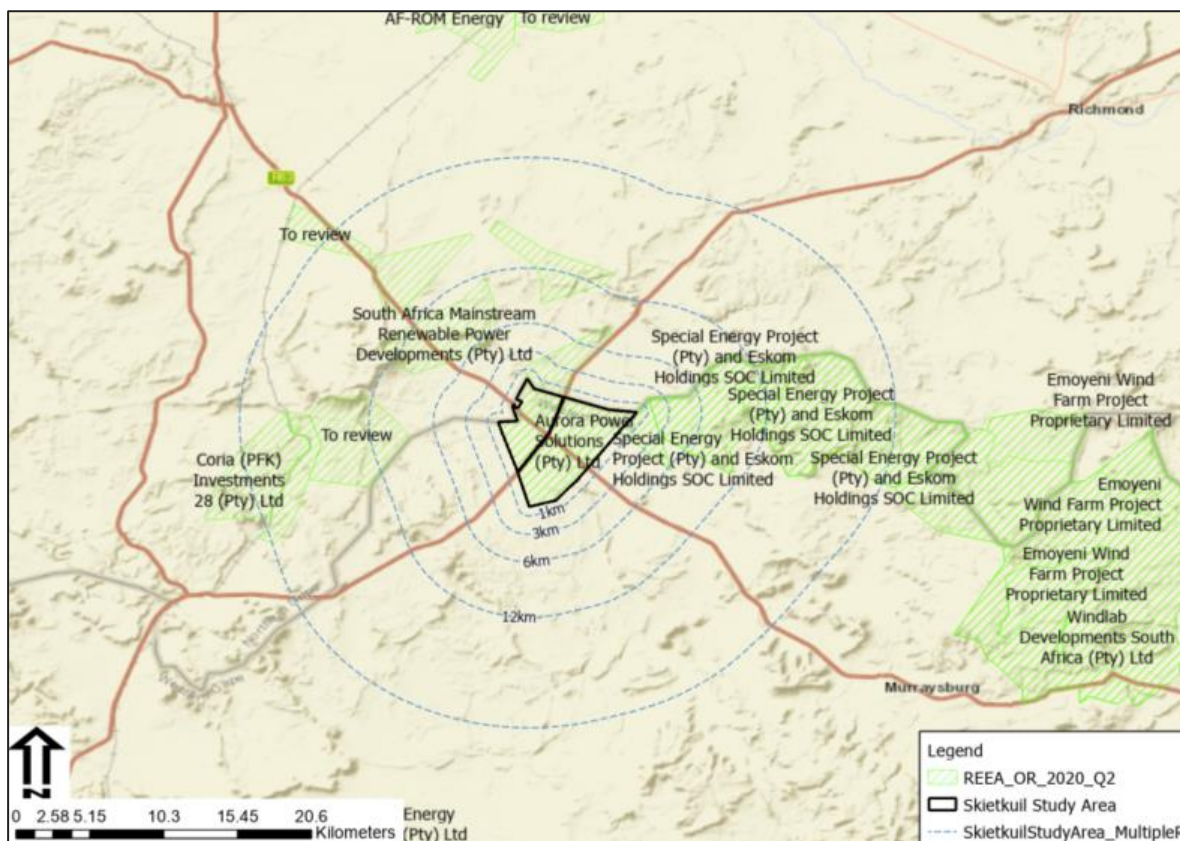 AF-ROM Energy
To review
Richmond
To review
South Africa Mainstream
Renewable Power
Developments (Pty) Ltd
Special Energy Project
(Pty) and Eskom
Holdings SOC Limited
Special Energy Project
(Pty) and Eskom
Holdings SOC Limited
Emoyeni Wind
Farm Project
Proprietary Limited
To review
Aurora Power
Solutions
(Pty) Ltd
Special Energy
Project (Pty) and Eskom
Holdings SOC Limited
Special Energy Project
(Pty) and Eskom
Holdings SOC Limited
Coria (PFK)
Investments
28 (Pty) Ltd
Emoyeni
Wind Farm Project
Proprietary Limited
1km
3km
6km
12km
Emoyeni Wind
Farm Project
Proprietary Limited
Windlab
Developments South
Africa (Pty) Ltd
Murraysburg
N
0 2.58 5.15 10.3 15.45 20.6
Kilometers
Energy
(Pty) Ltd
Legend
REEA_OR_2020_Q2
Skietkuil Study Area
SkietkuilStudyArea_MultipleR